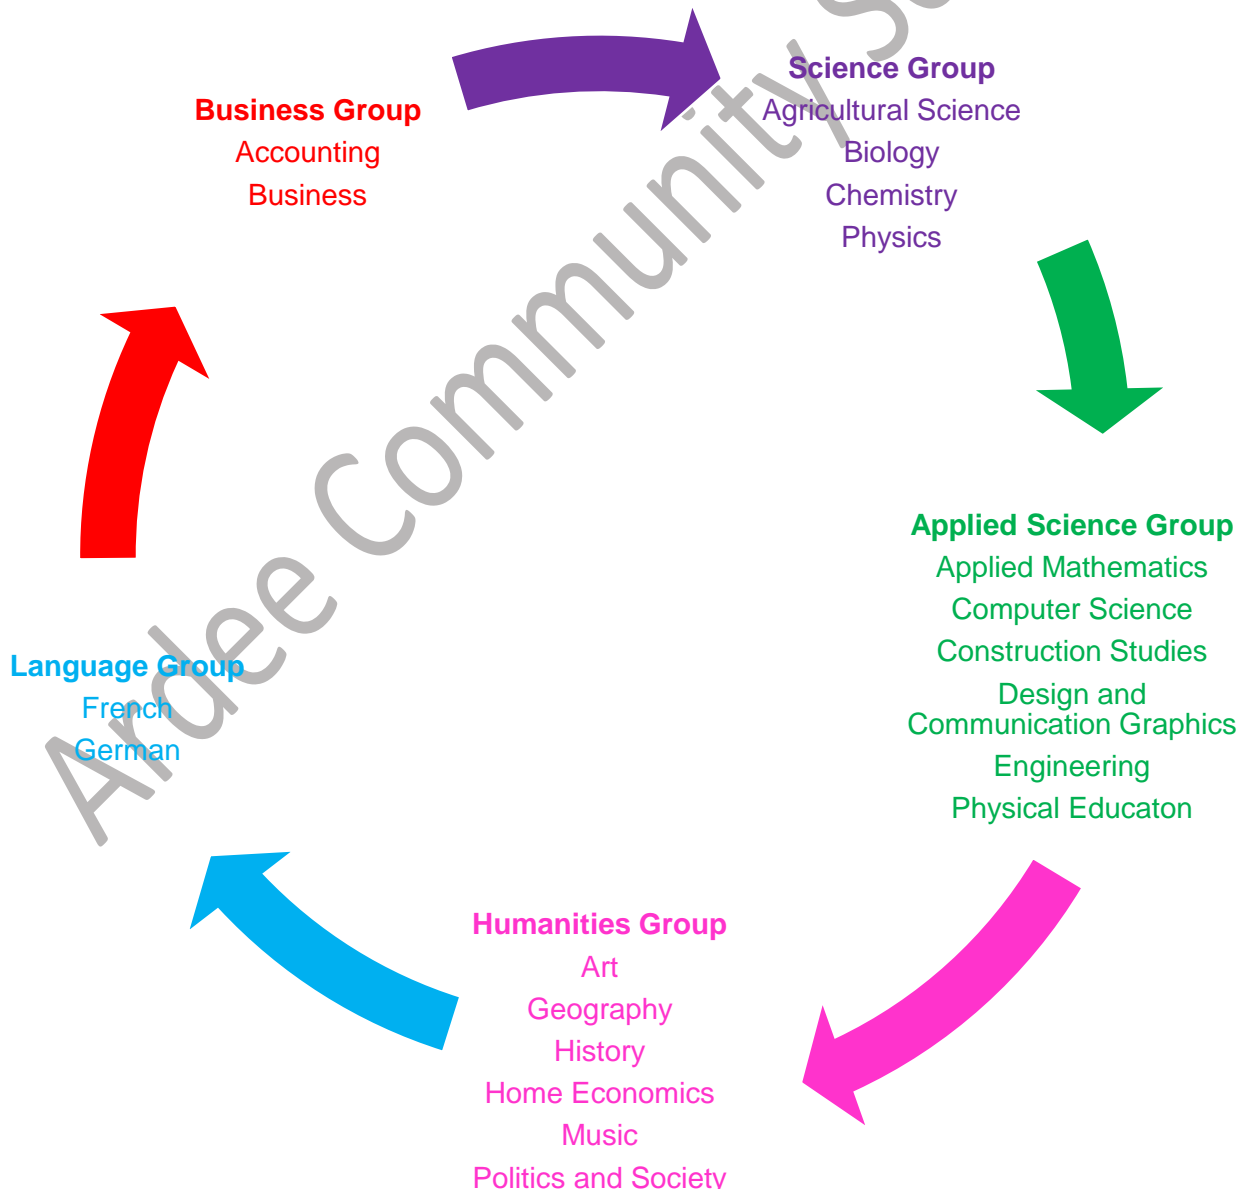 Business Group
Accounting
Business
Science Group
Agricultural Science
Biology
Chemistry
Physics
Applied Science Group
Applied Mathematics
Computer Science
Construction Studies
Design and
Communication Graphics
Engineering
Physical Educaton
Humanities Group
Art
Geography
History
Home Economics
Music
Politics and Society
Language Group
French
German
Ardee Community